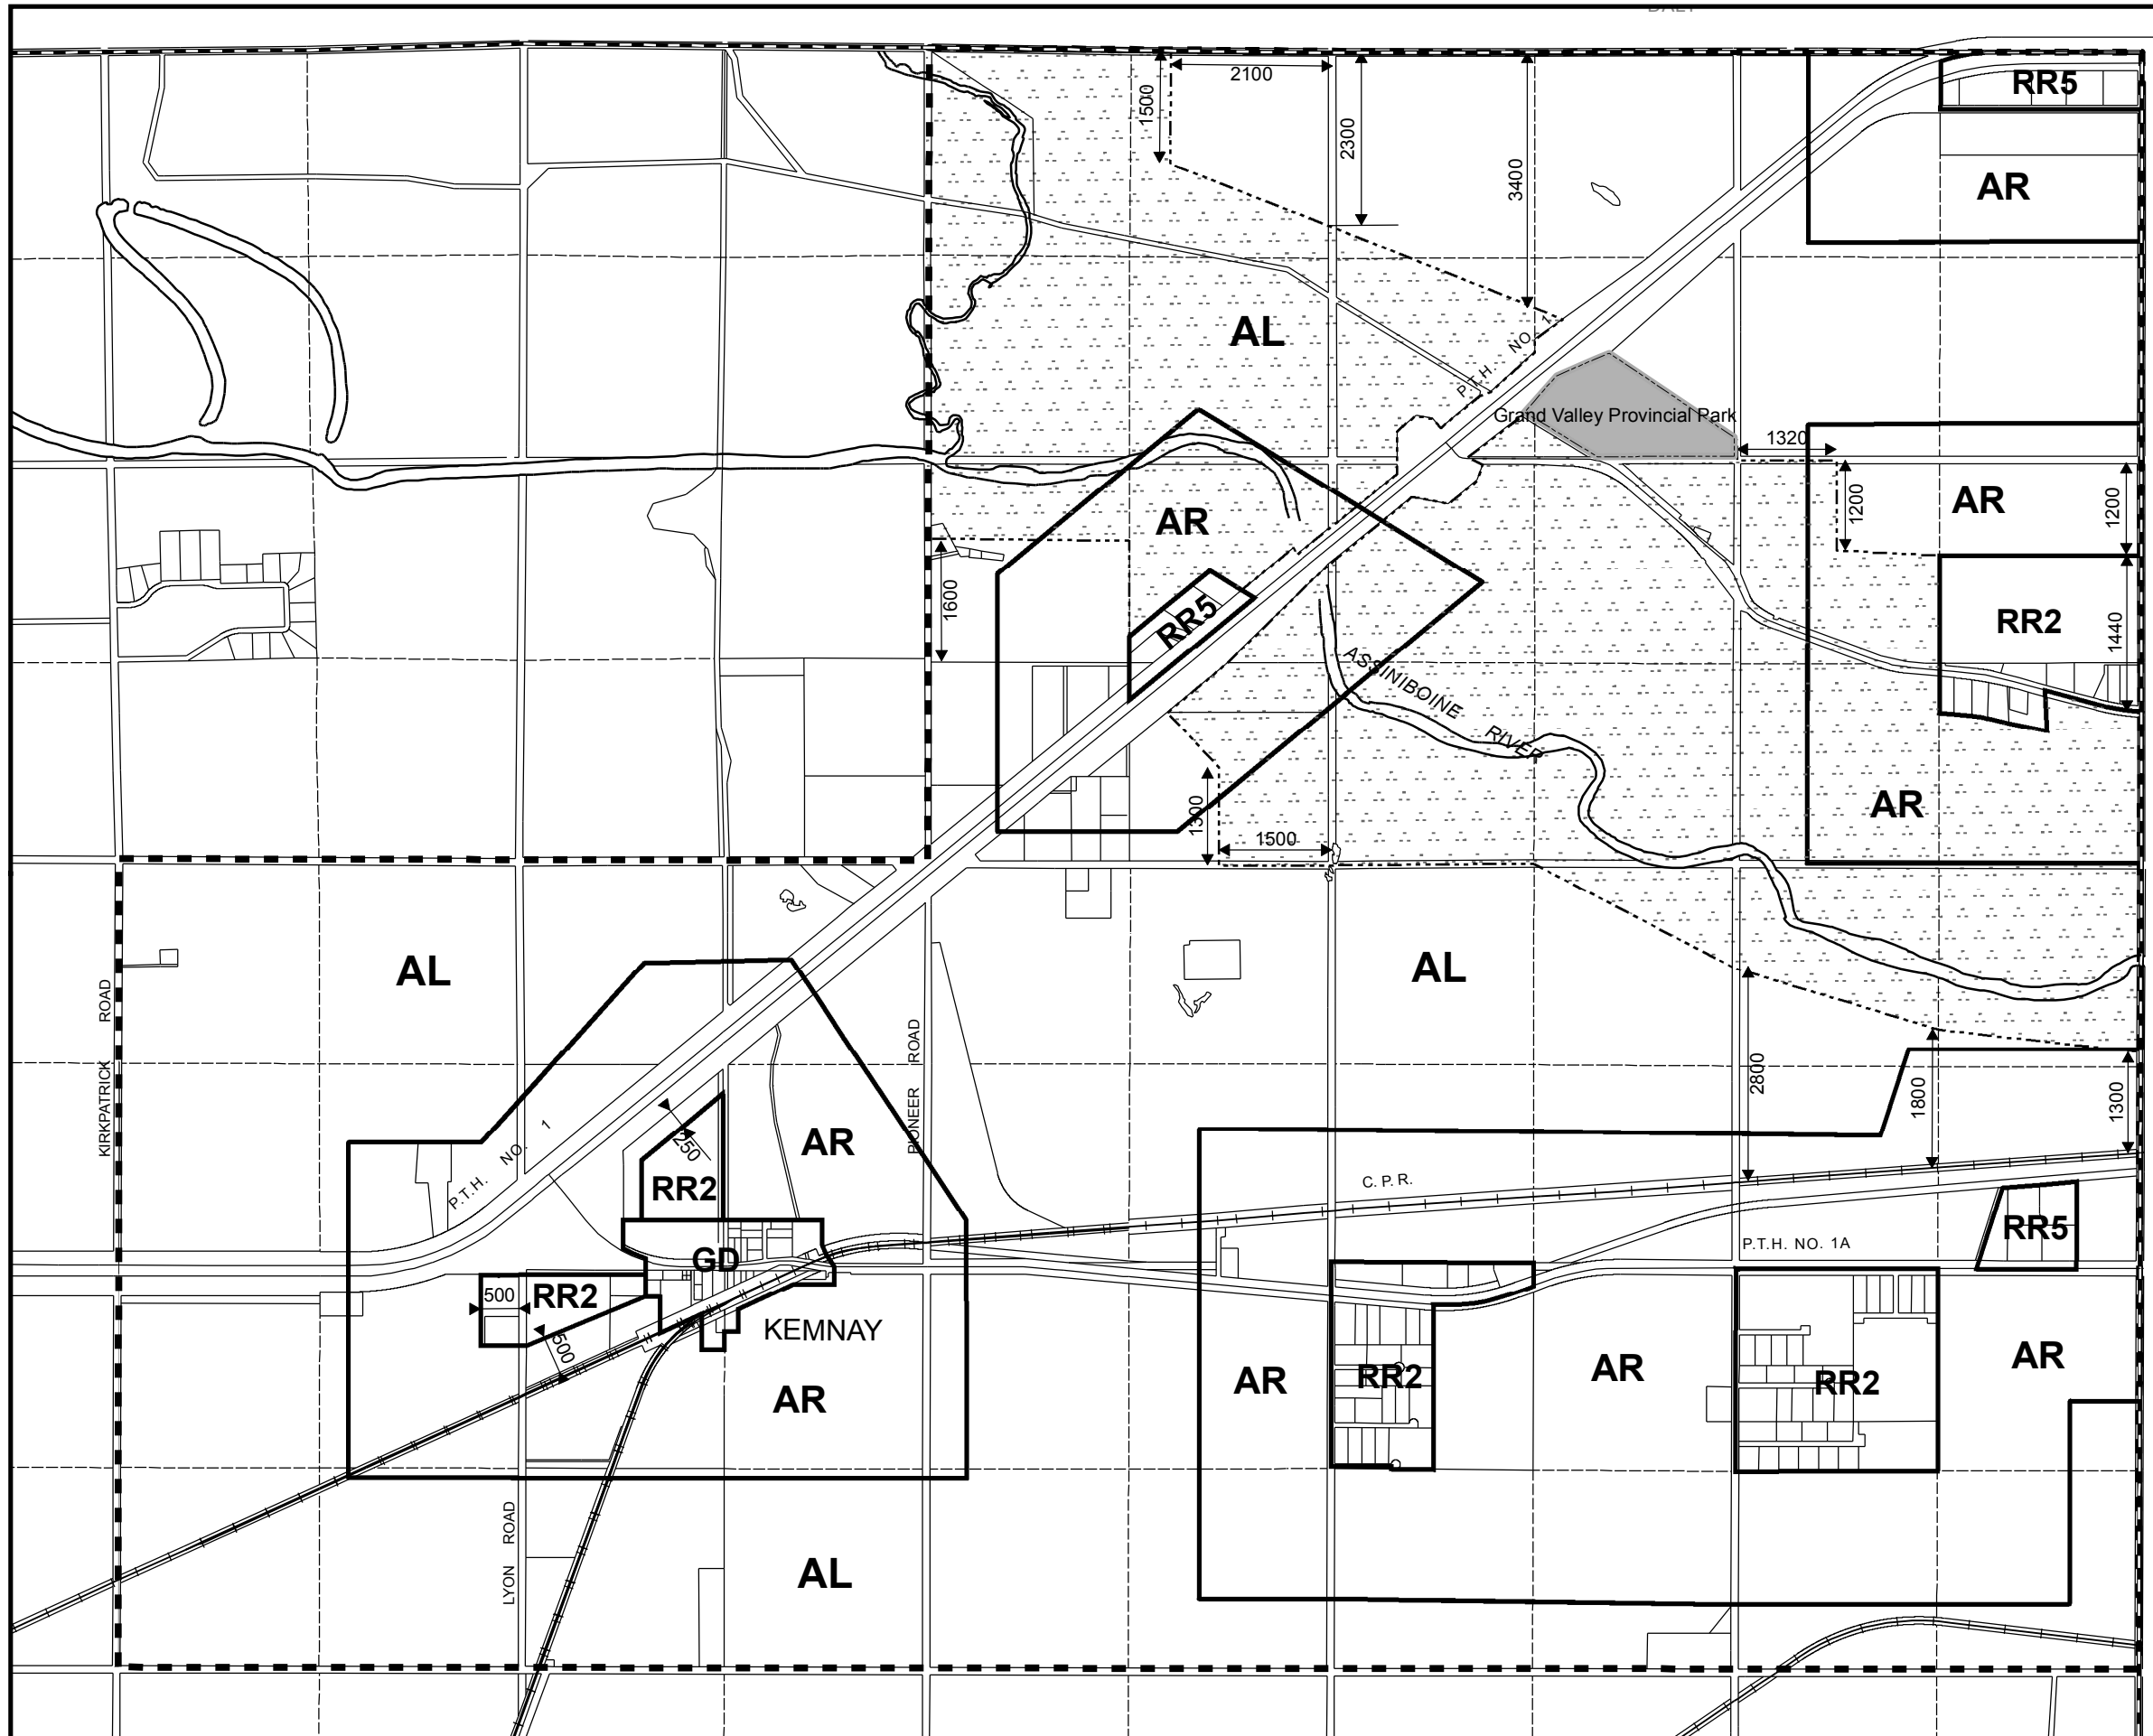 2100
RR5
1500
2300
3400
AR
AL
P.T.H. NO. 1
Grand Valley Provincial Park
1320
AR
1200
1200
AR
1600
RR5
RR2
1440
ASSINIBOINE
RIVER
AR
1300
1500
AL
AL
KIRKPATRICK ROAD
PIONEER ROAD
2800
1800
1300
P.T.H. NO. 1
250
AR
RR2
C. P. R.
RR5
P.T.H. NO. 1A
GD
500
RR2
500
KEMNAY
AR
AR
RR2
AR
RR2
AR
LYON ROAD
AL